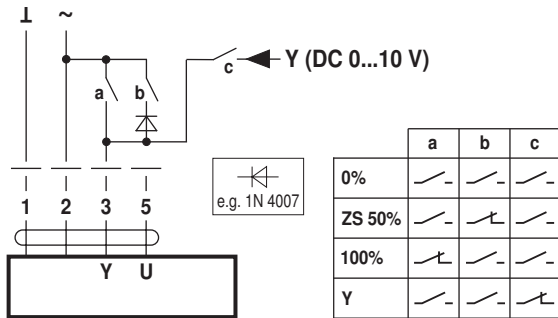 ⊥ ~
a b c Y (DC 0...10 V)
1 2 3 5
Y U
e.g. 1N 4007
a b c
0%
ZS 50%
100%
Y